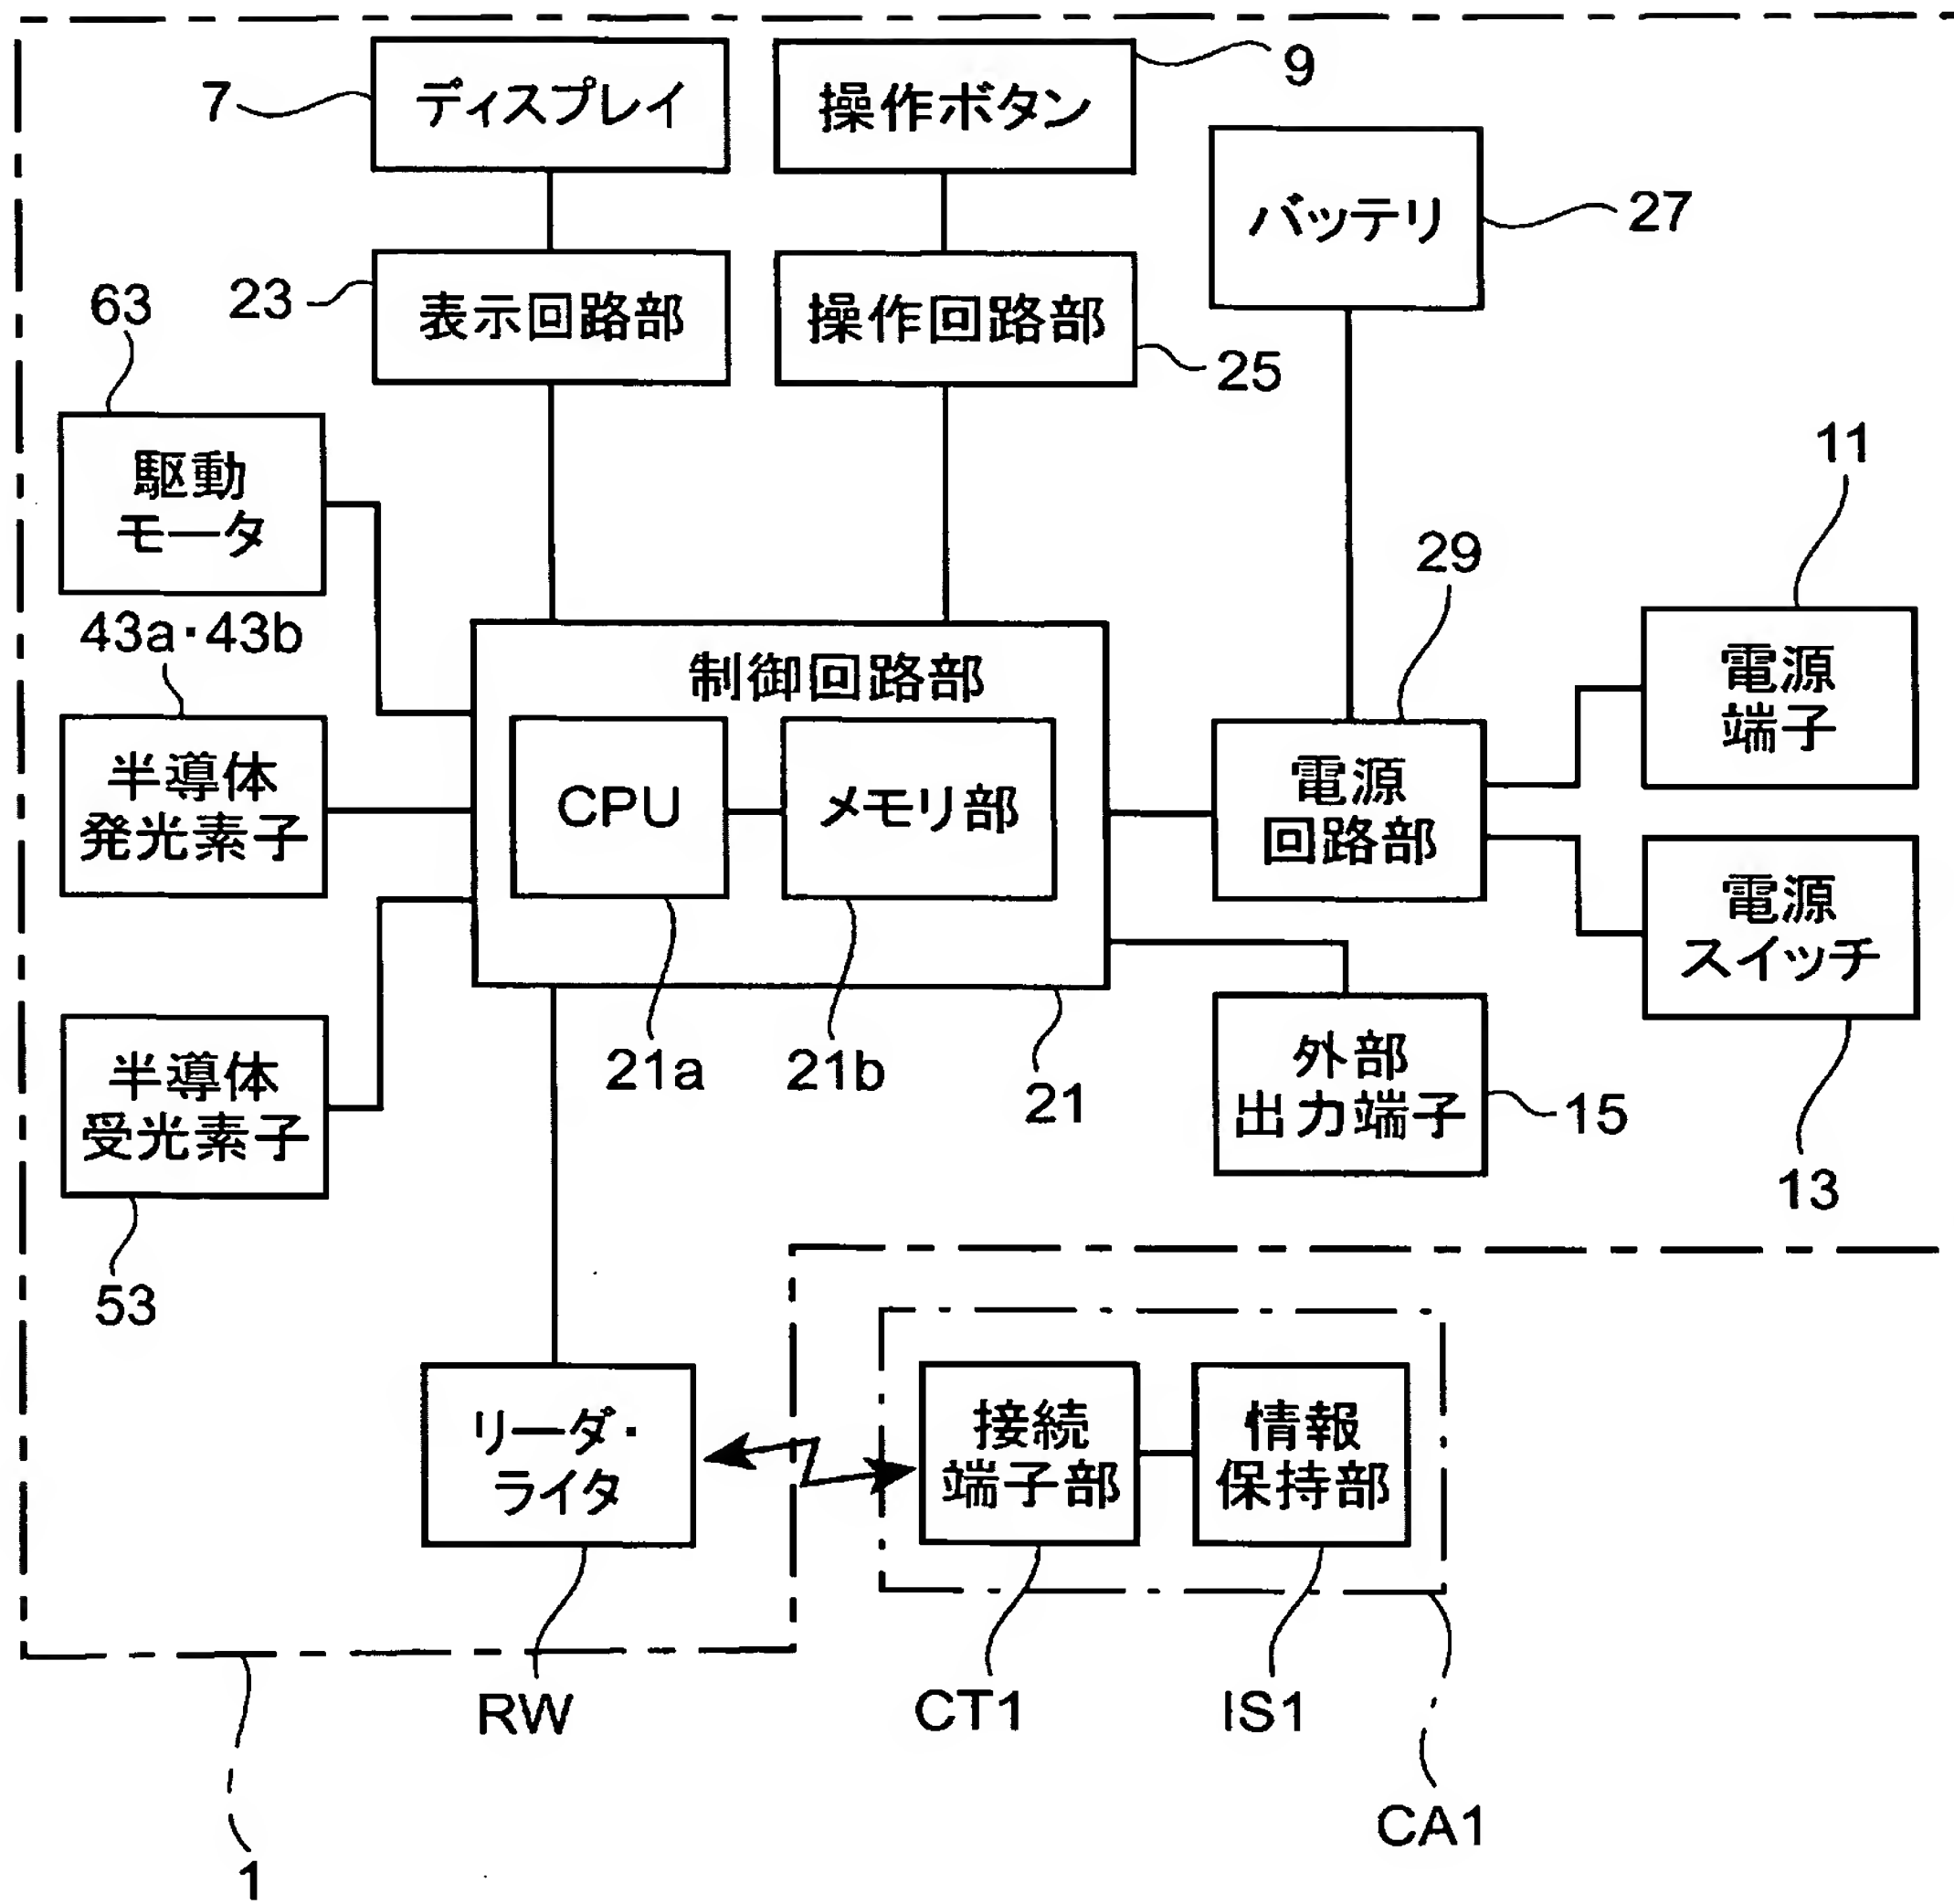 7
ディスプレイ
操作ボタン
9
バッテリ
27
23
表示回路部
操作回路部
25
63
駆動
モータ
11
電源
端子
29
電源
回路部
43a・43b
半導体
発光素子
制御回路部
CPU
メモリ部
21a
21b
21
電源
スイッチ
13
外部
出力端子
15
半導体
受光素子
53
リーダ・
ライタ
RW
接続
端子部
情報
保持部
CT1
IS1
CA1
1